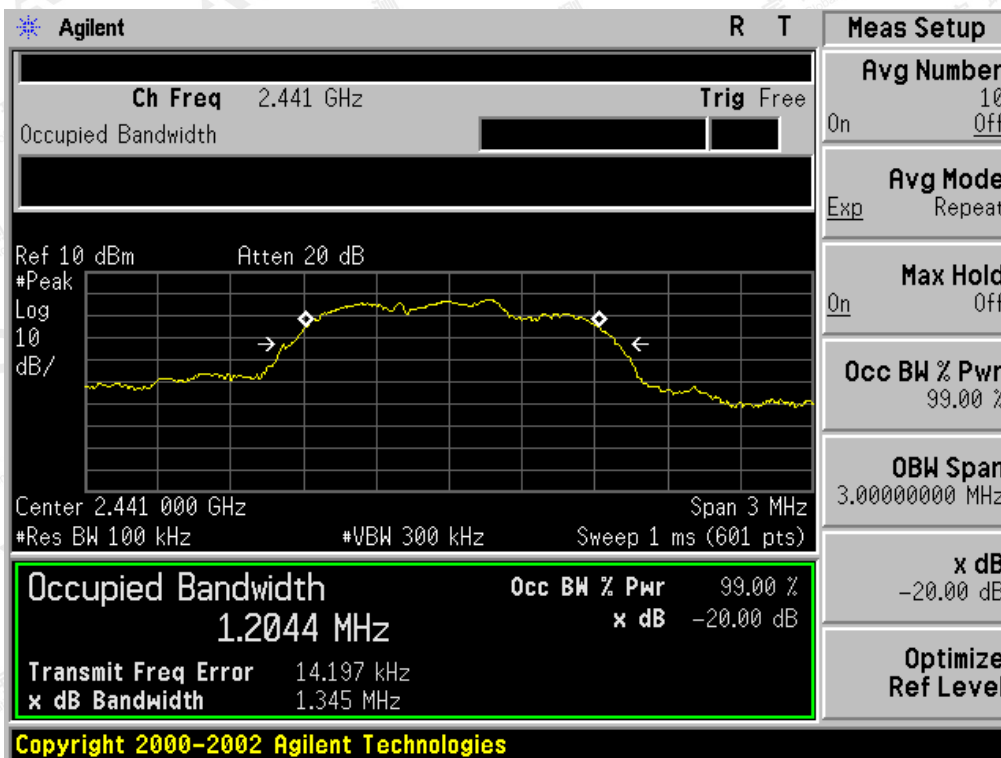 Agilent R T Meas Setup
Ch Freq 2.441 GHz Trig Free
Occupied Bandwidth
Ref 10 dBm Atten 20 dB
#Peak
Log
10
dB/
Center 2.441 000 GHz Span 3 MHz
#Res BW 100 kHz #VBW 300 kHz Sweep 1 ms (601 pts)
Occupied Bandwidth Occ BW % Pwr 99.00 %
1.2044 MHz x dB -20.00 dB
Transmit Freq Error 14.197 kHz
x dB Bandwidth 1.345 MHz
Avg Number
10
On Off
Avg Mode
Exp Repeat
Max Hold
On Off
Occ BW % Pwr
99.00 %
OBW Span
3.00000000 MHz
x dB
-20.00 dB
Optimize
Ref Level
Copyright 2000-2002 Agilent Technologies